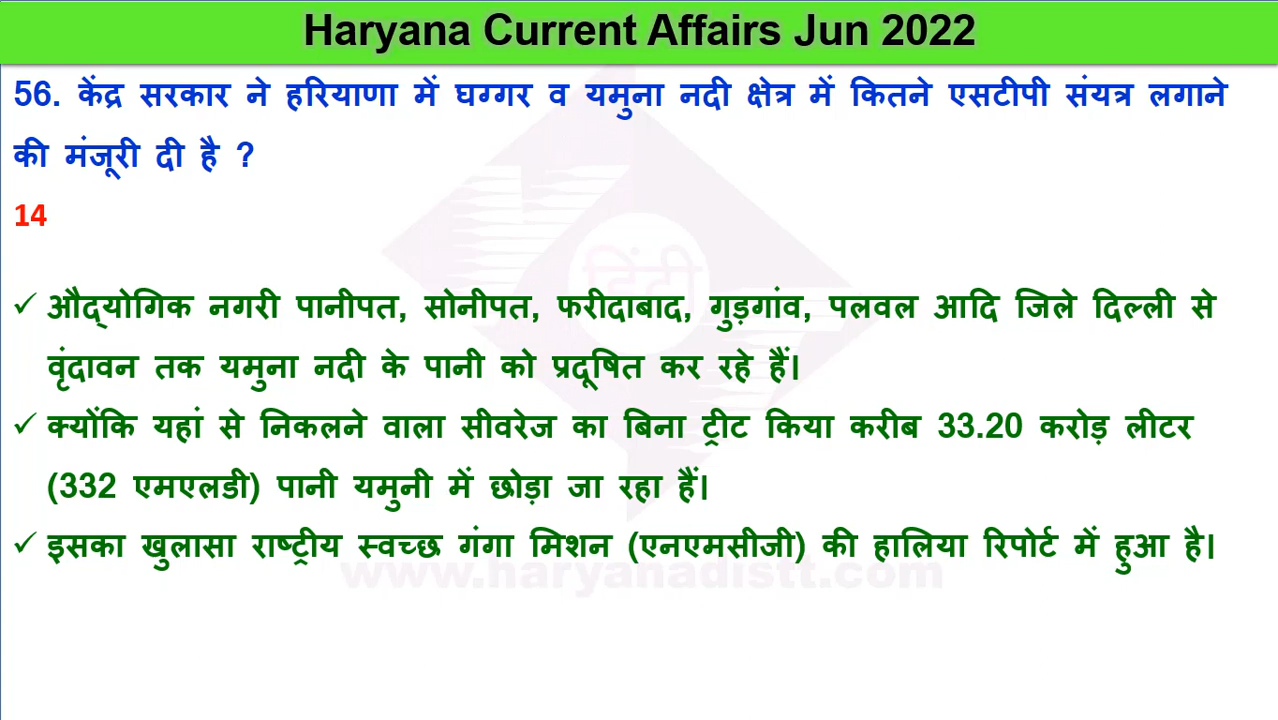 Haryana Current Affairs Jun 2022
56. केंद्र सरकार ने हरियाणा में घग्गर व यमुना नदी क्षेत्र में कितने एसटीपी संयत्र लगाने
की मंजूरी दी है ?
14
हिंदी
✓ औद्योगिक नगरी पानीपत, सोनीपत, फरीदाबाद, गुड़गांव, पलवल आदि जिले दिल्ली से
वृंदावन तक यमुना नदी के पानी को प्रदूषित कर रहे हैं।
✓ क्योंकि यहां से निकलने वाला सीवरेज का बिना ट्रीट किया करीब 33.20 करोड़ लीटर
(332 एमएलडी) पानी यमुनी में छोड़ा जा रहा हैं।
✓ इसका खुलासा राष्ट्रीय स्वच्छ गंगा मिशन (एनएमसीजी) की हालिया रिपोर्ट में हुआ है।
www.haryanadistt.com